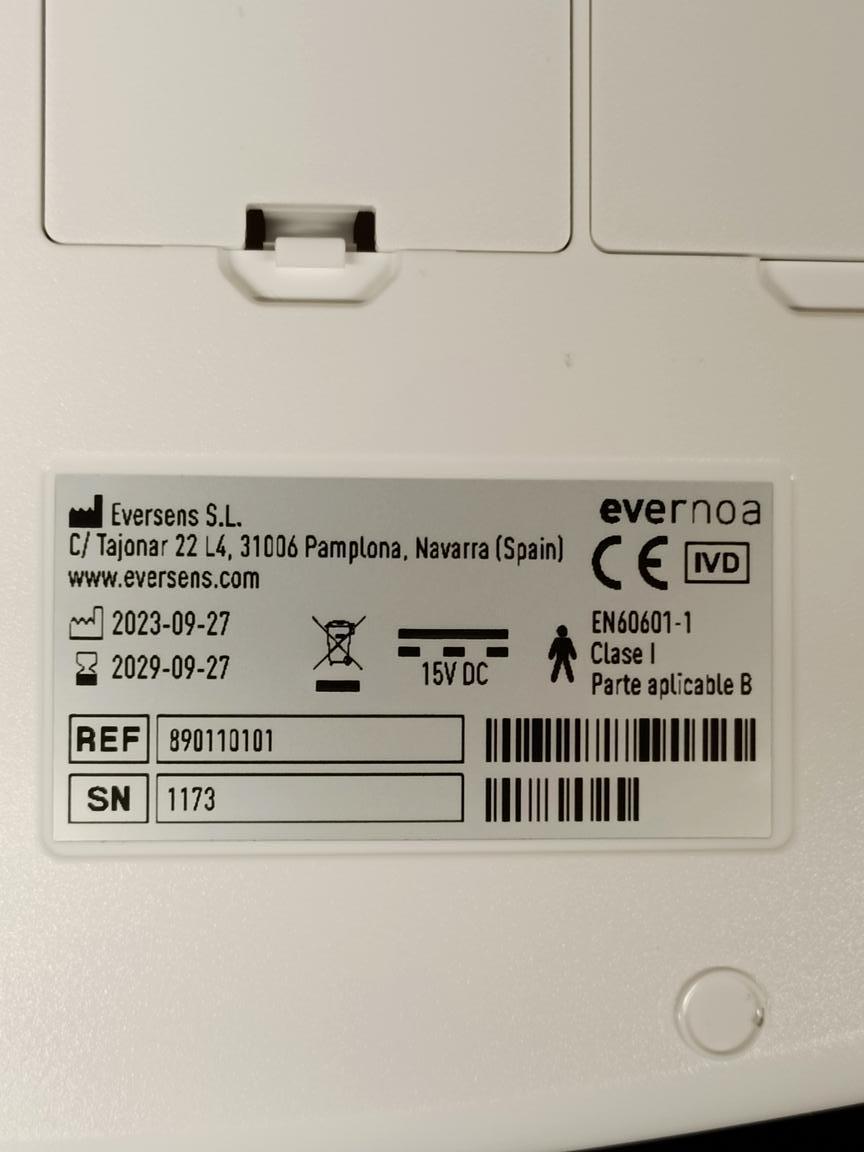 Eversens S.L.
C/ Tajonar 22 L4, 31006 Pamplona, Navarra (Spain)
www.eversens.com
evernoa
CE IVD
2023-09-27
2029-09-27
15V DC
EN60601-1
Clase I
Parte aplicable B
REF 890110101
SN 1173